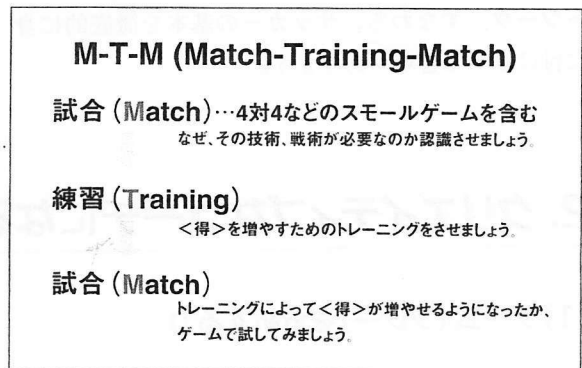 M-T-M (Match-Training-Match)
試合(Match)…4対4などのスモールゲームを含む
なぜ、その技術、戦術が必要なのか認識させましょう。
練習(Training)
<得>を増やすためのトレーニングをさせましょう。
試合(Match)
トレーニングによって<得>が増やせるようになったか、
ゲームで試してみましょう。